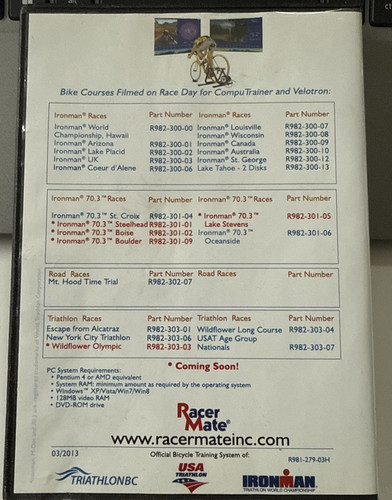 Bike Courses Filmed on Race Day for CompuTrainer and Velotron:
Ironman® Races Part Number Ironman® Races Part Number
Ironman® World Championship, Hawaii R982-300-00 Ironman® Louisville R982-300-07
Ironman® Wisconsin R982-300-08
Ironman® Arizona R982-300-01 Ironman® Canada R982-300-09
Ironman® Lake Placid R982-300-02 Ironman® Australia R982-300-10
Ironman® UK R982-300-03 Ironman® St. George R982-300-12
Ironman® Coeur d'Alene R982-300-06 Lake Tahoe - 2 Disks R982-300-13
Ironman® 70.3™ Races Part Number Ironman® 70.3™ Races Part Number
Ironman® 70.3™ St. Croix R982-301-04 * Ironman® 70.3™ R982-301-05
* Ironman® 70.3™ Steelhead R982-301-01 Lake Stevens
* Ironman® 70.3™ Boise R982-301-02 Ironman® 70.3™ R982-301-06
* Ironman® 70.3™ Boulder R982-301-09 Oceanside
Road Races Part Number Road Races Part Number
Mt. Hood Time Trial R982-302-07
Triathlon Races Part Number Triathlon Races Part Number
Escape from Alcatraz R982-303-01 Wildflower Long Course R982-303-04
New York City Triathlon R982-303-06 USAT Age Group
* Wildflower Olympic R982-303-03 Nationals R982-303-07
* Coming Soon!
PC System Requirements:
• Pentium 4 or AMD equivalent
• System RAM: minimum amount as required by the operating system
• Windows™ XP/Vista/Win7/Win8
• 128MB video RAM
• DVD-ROM drive
Racer
Mate®
www.racermateinc.com
03/2013 Official Bicycle Training System of: R981-279-03H
TRIATHLONBC
USA
TRIATHLON
IRONMAN
TRIATHLON WORLD CHAMPIONSHIP